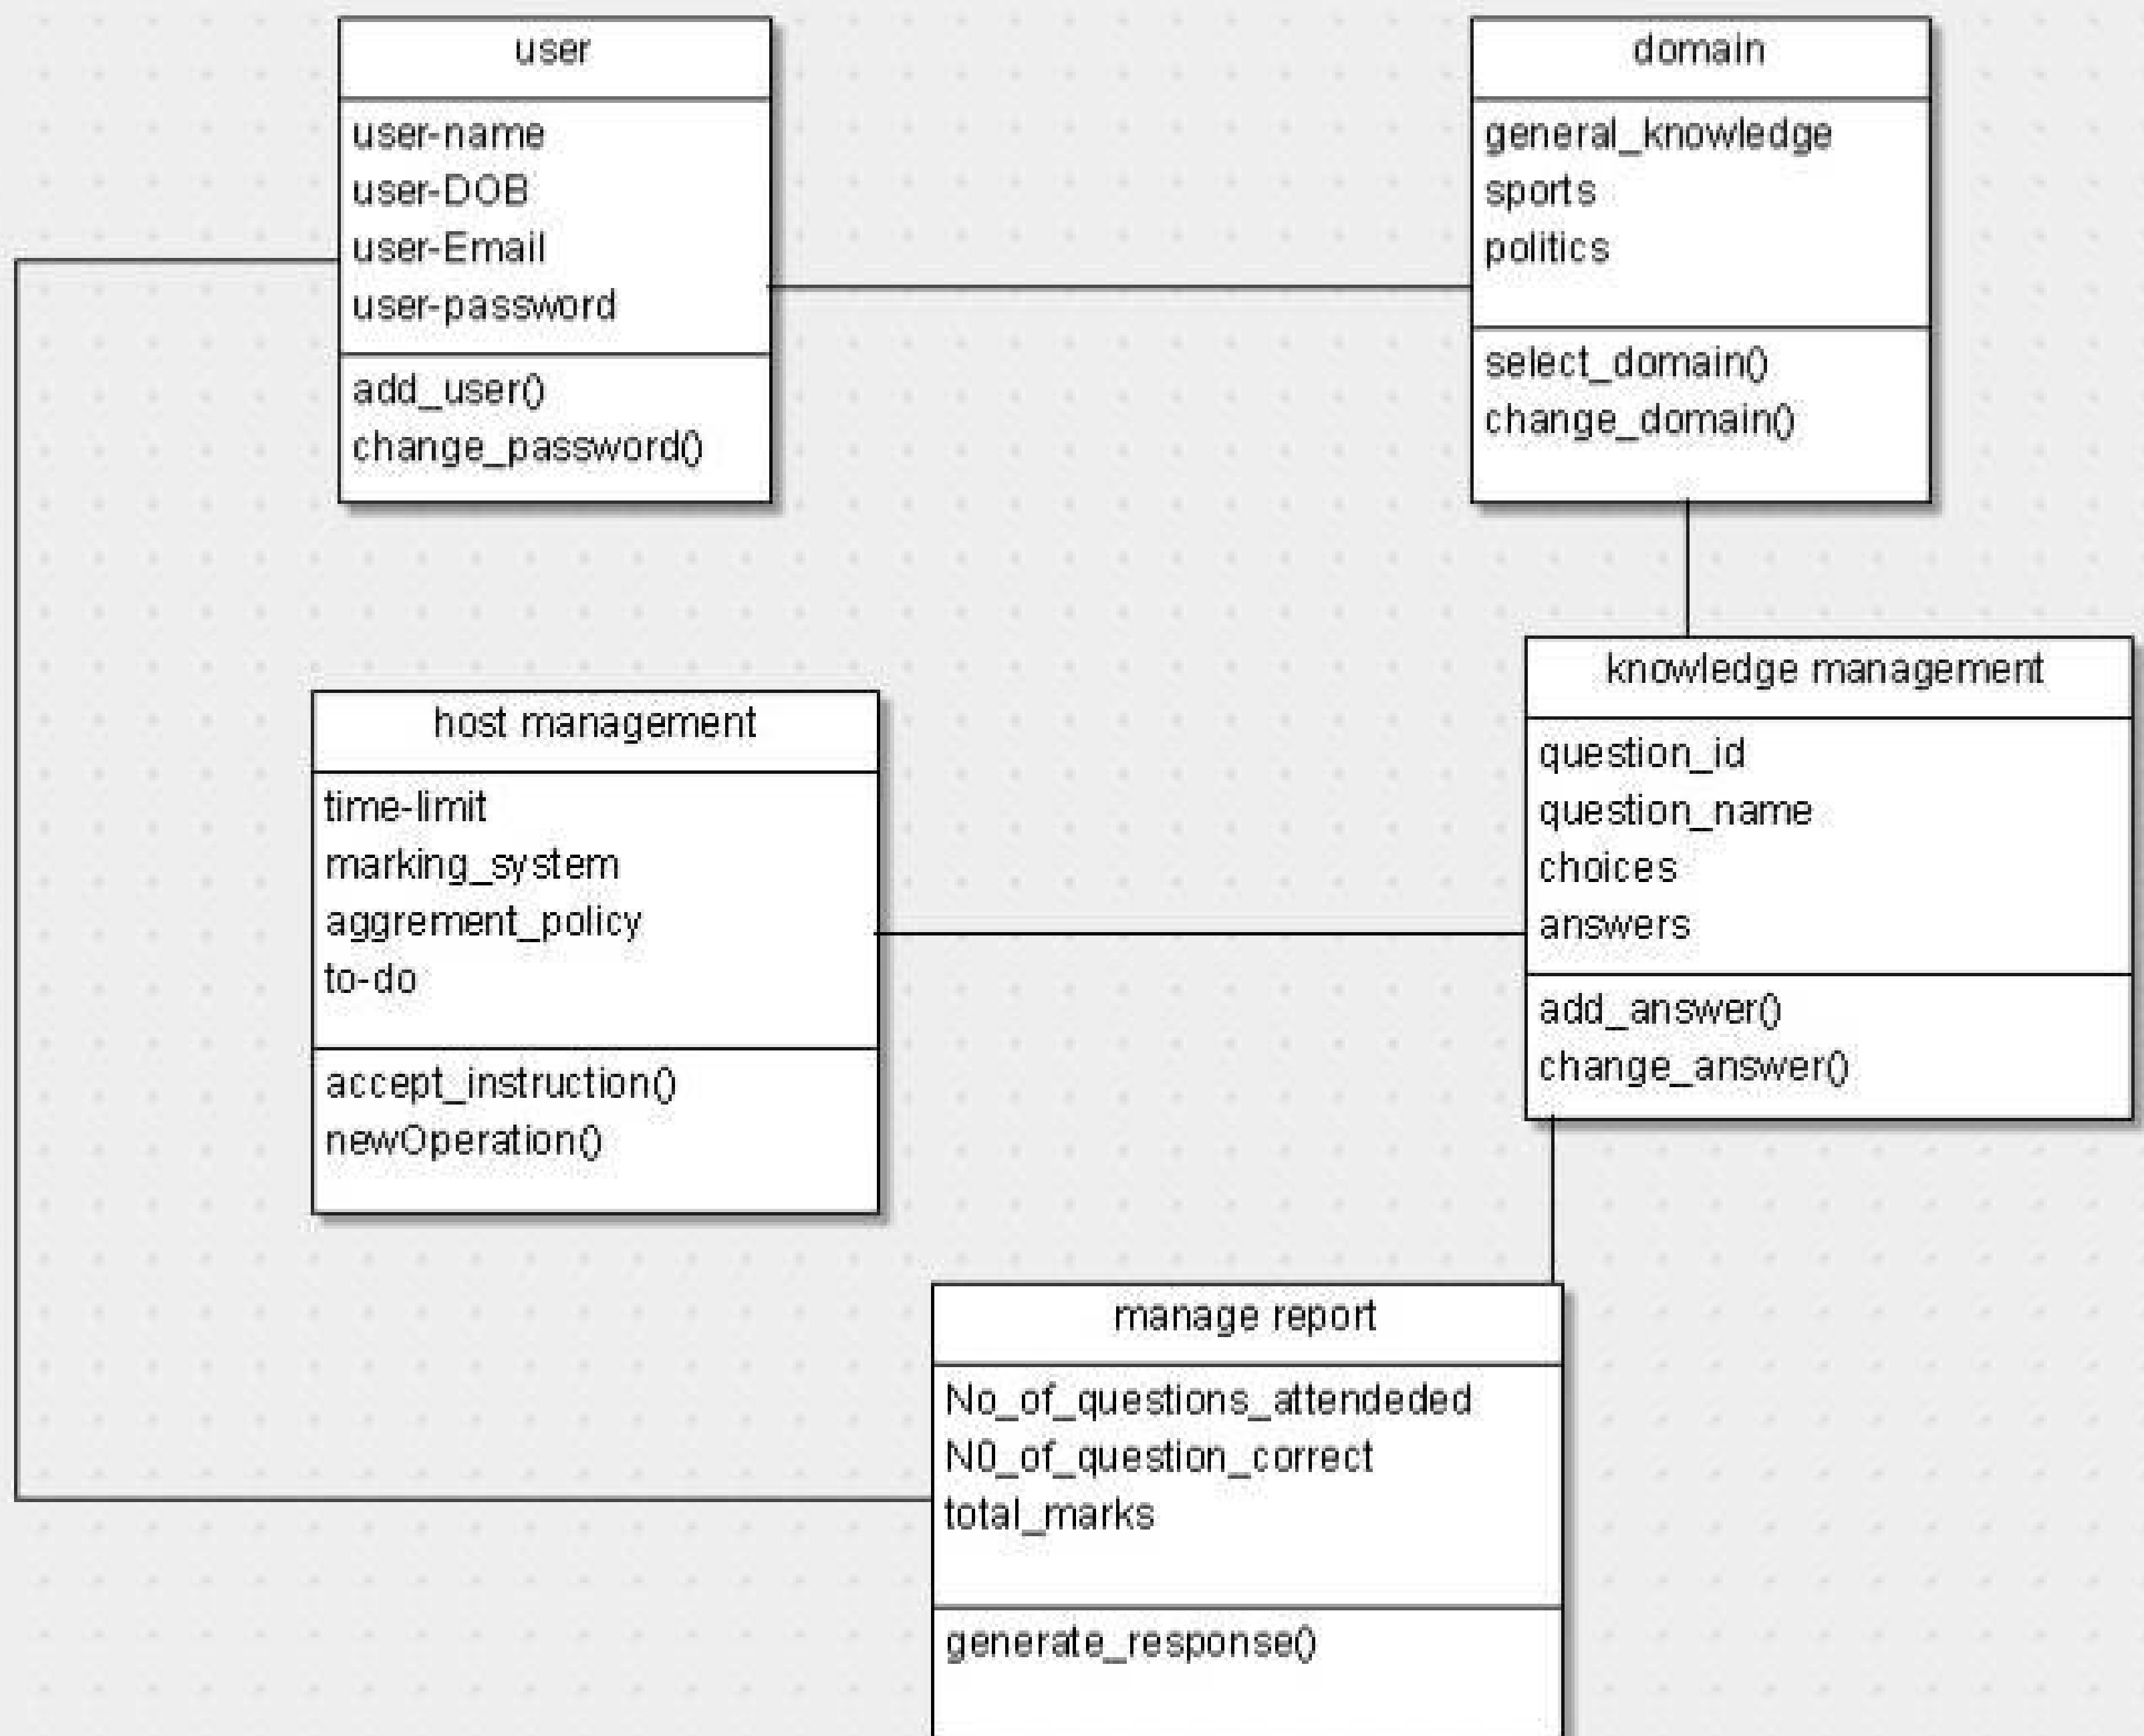 user
user-name
user-DOB
user-Email
user-password
add_user()
change_password()
domain
general_knowledge
sports
politics
select_domain()
change_domain()
host management
time-limit
marking_system
aggrement_policy
to-do
accept_instruction()
newOperation()
knowledge management
question_id
question_name
choices
answers
add_answer()
change_answer()
manage report
No_of_questions_attendeded
N0_of_question_correct
total_marks
generate_response()